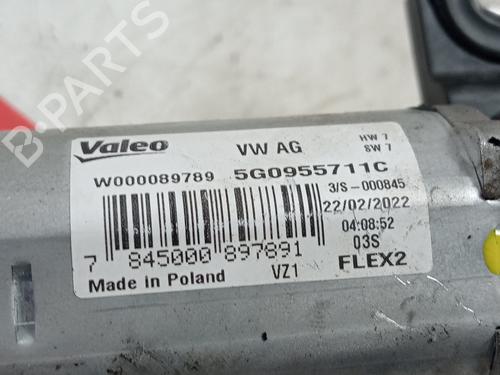 Valeo
VW AG
HW 7
SW 7
W000089789
5G0955711C
3/S-000845
22/02/2022
04:08:52
03S
7 845000 897891
Made in Poland
VZ1
FLEX2
B-PARTS